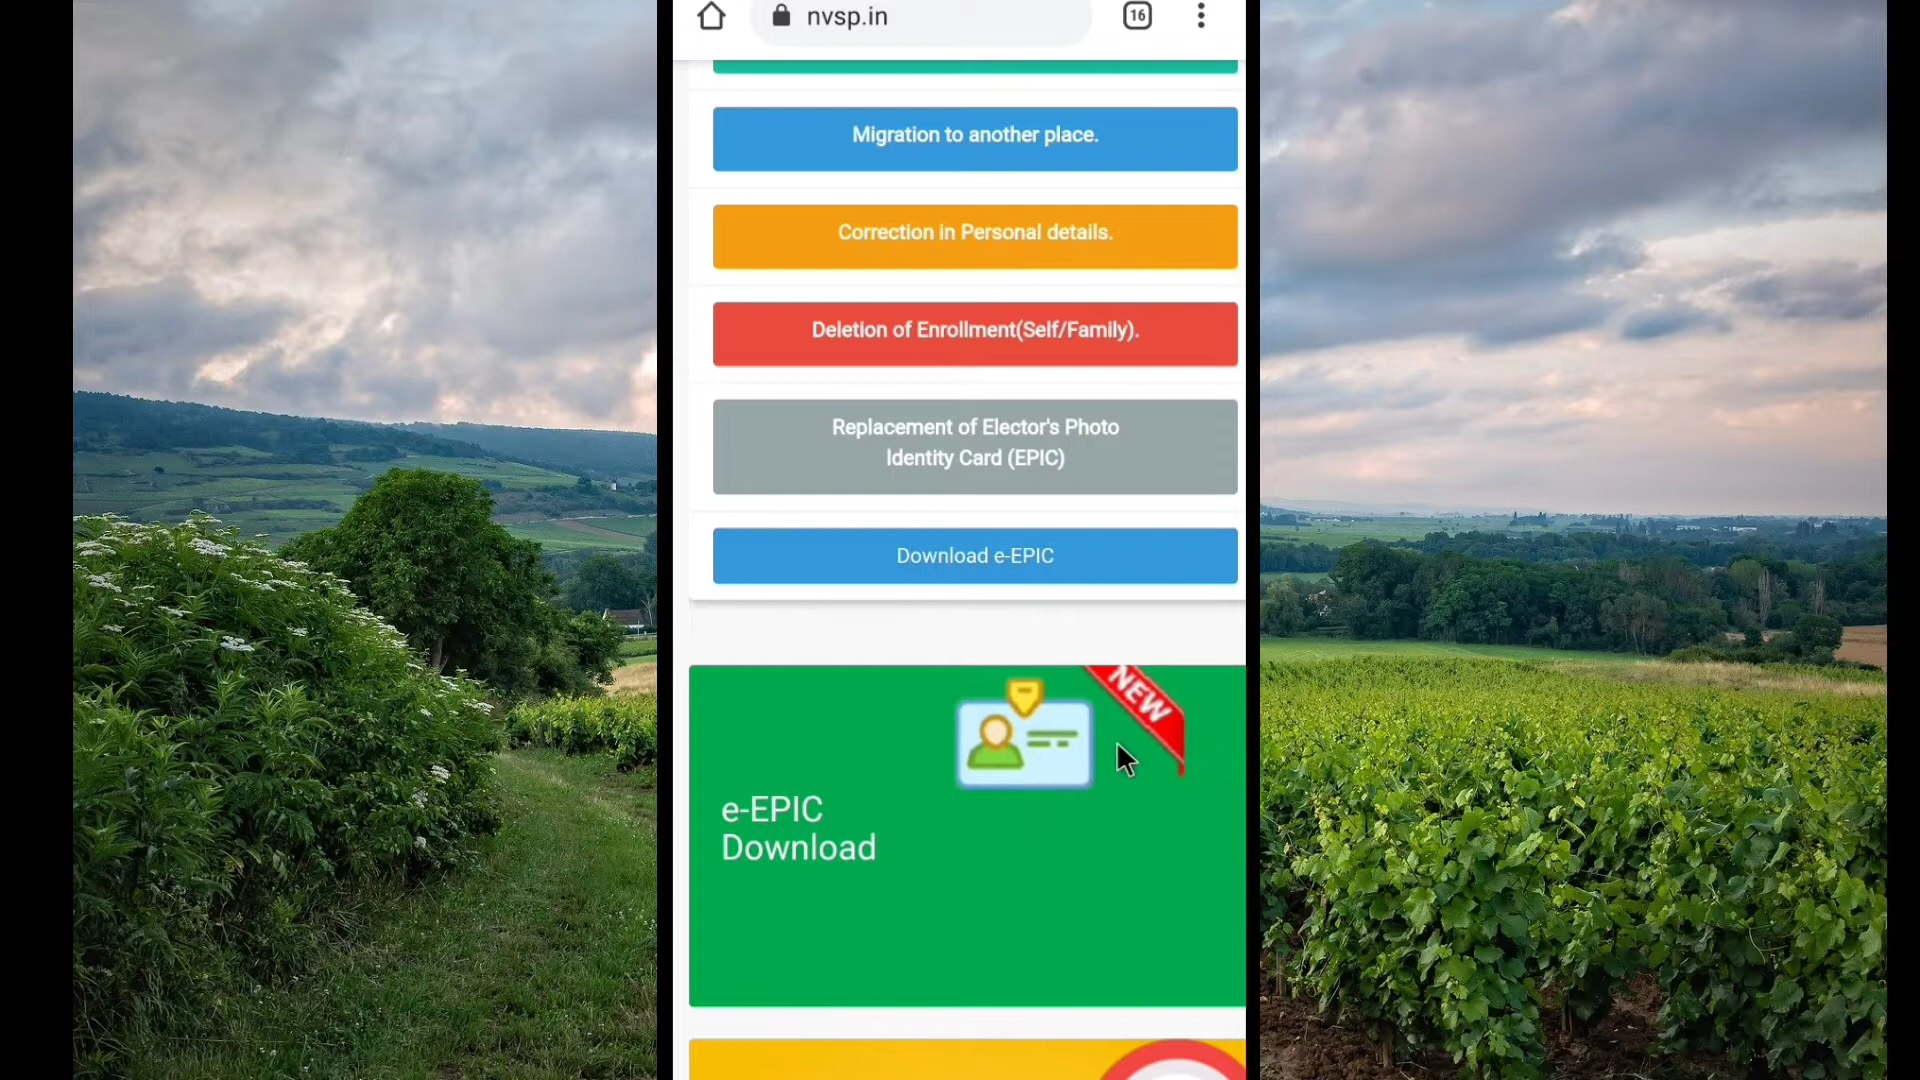 nvsp.in
16
Migration to another place.
Correction in Personal details.
Deletion of Enrollment(Self/Family).
Replacement of Elector's Photo
Identity Card (EPIC)
Download e-EPIC
NEW
e-EPIC
Download